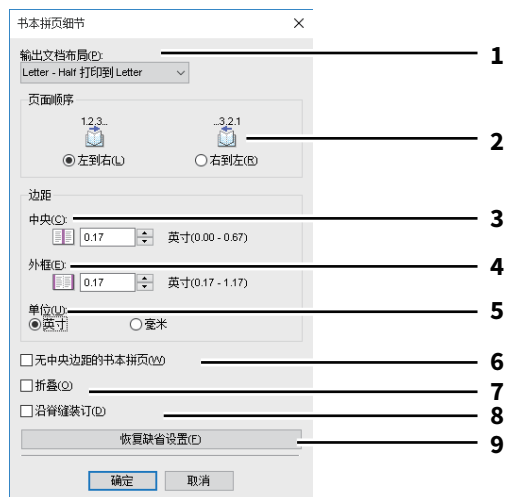 书本拼页细节
输出文档布局(P): 1
Letter - Half 打印到 Letter
页面顺序
1.2.3... ...3.2.1
左到右(L) 右到左(R) 2
边距
中央(C): 3
0.17 英寸(0.00 - 0.67)
外框(E): 4
0.17 英寸(0.17 - 1.17)
单位(U): 5
英寸 毫米
无中央边距的书本拼页(W) 6
折叠(O) 7
沿脊缝装订(D) 8
恢复缺省设置(F) 9
确定 取消